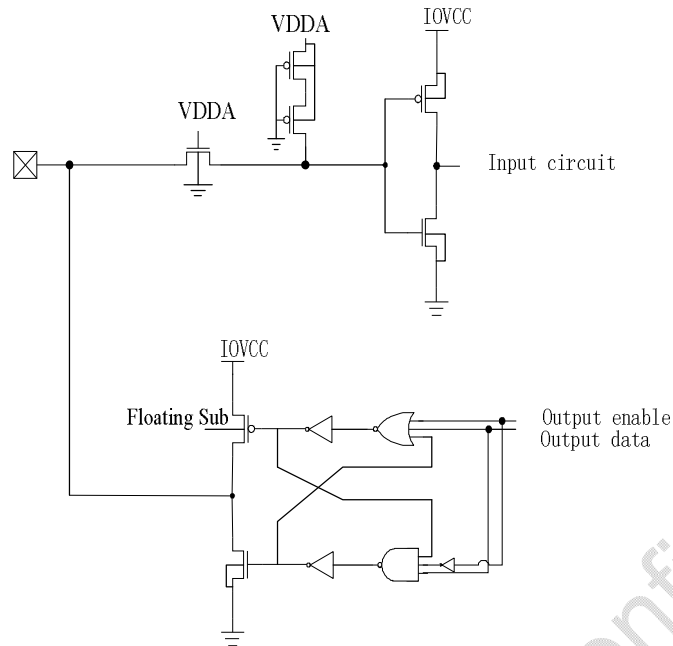 IOVCC
VDDA
VDDA
Input circuit
IOVCC
Floating Sub
Output enable
Output data